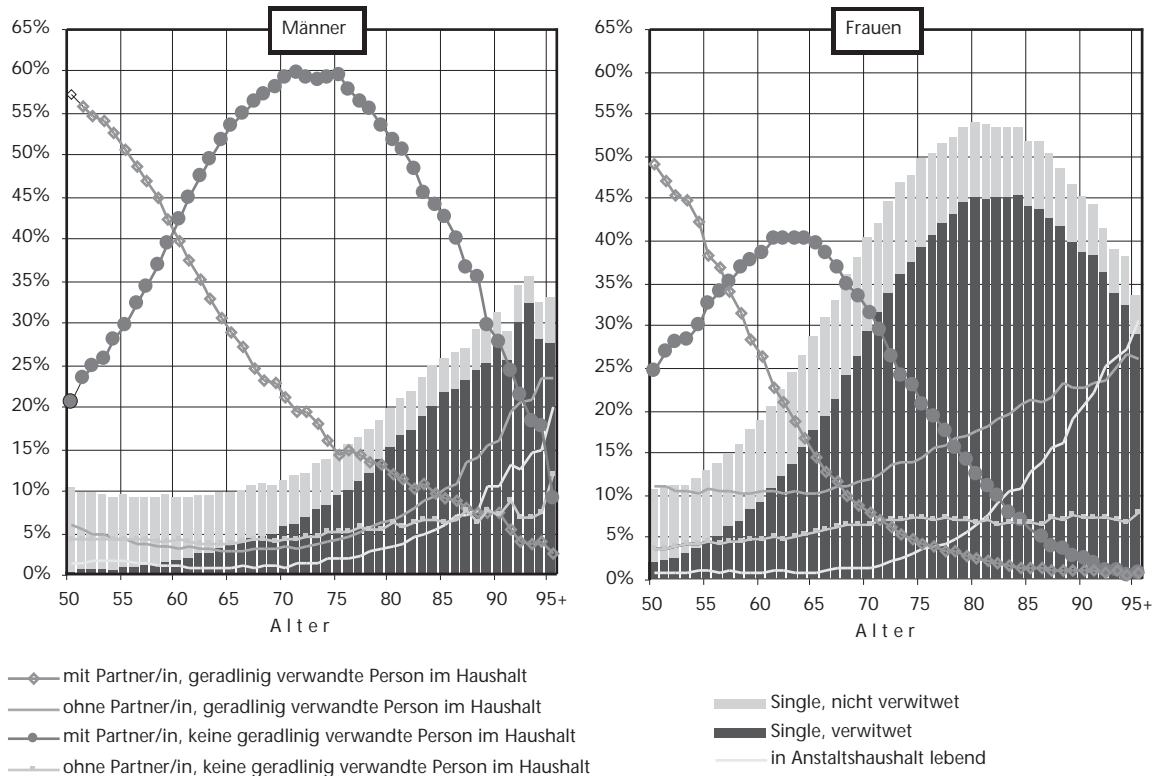 Männer
65%
60%
55%
50%
45%
40%
35%
30%
25%
20%
15%
10%
5%
0%
50 55 60 65 70 75 80 85 90 95+
Alter
Frauen
65%
60%
55%
50%
45%
40%
35%
30%
25%
20%
15%
10%
5%
0%
50 55 60 65 70 75 80 85 90 95+
Alter
mit Partner/in, geradlinig verwandte Person im Haushalt
ohne Partner/in, geradlinig verwandte Person im Haushalt
mit Partner/in, keine geradlinig verwandte Person im Haushalt
ohne Partner/in, keine geradlinig verwandte Person im Haushalt
Single, nicht verwitwet
Single, verwitwet
in Anstaltshaushalt lebend